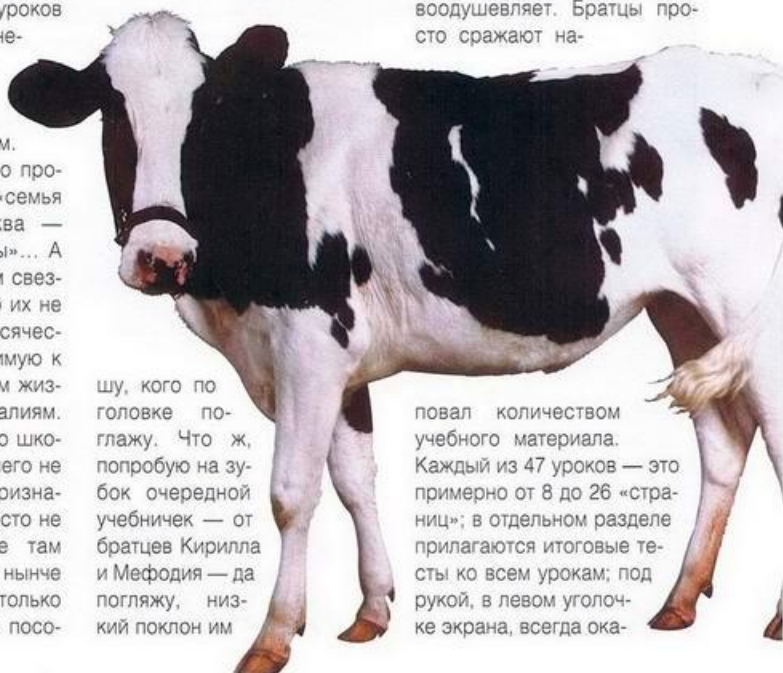 уроков
не-
м.
о про-
«семья
ква —
ы»... А
и свез-
б их не
сячес-
имую к
м жиз-
алиям.
о шко-
его не
ризна-
сто не
е там
нынче
только
посо-
шу, кого по
головке по-
глажу. Что ж,
попробую на зу-
бок очередной
учебничек — от
братцев Кирилла
и Мефодия — да
погляжу, низ-
кий поклон им
воодушевляет. Братцы про-
сто сражают на-
повал количеством
учебного материала.
Каждый из 47 уроков — это
примерно от 8 до 26 «стра-
ниц»; в отдельном разделе
прилагаются итоговые те-
сты ко всем урокам; под
рукой, в левом уголоч-
ке экрана, всегда ока-